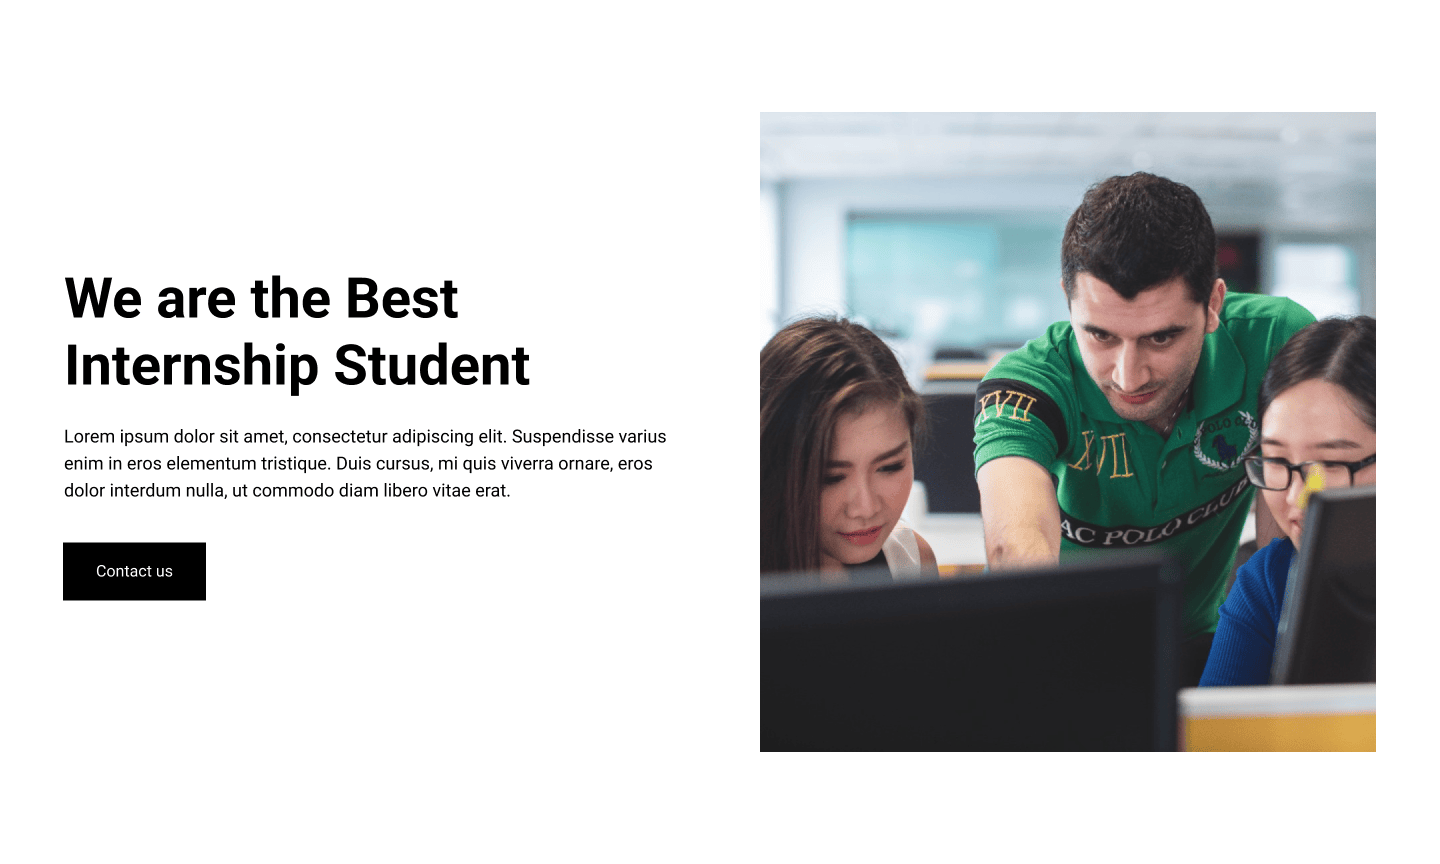 We are the Best
Internship Student
Lorem ipsum dolor sit amet, consectetur adipiscing elit. Suspendisse varius
enim in eros elementum tristique. Duis cursus, mi quis viverra ornare, eros
dolor interdum nulla, ut commodo diam libero vitae erat.
Contact us
XVII
XVII
POLO CLU
AC POLO CLUB